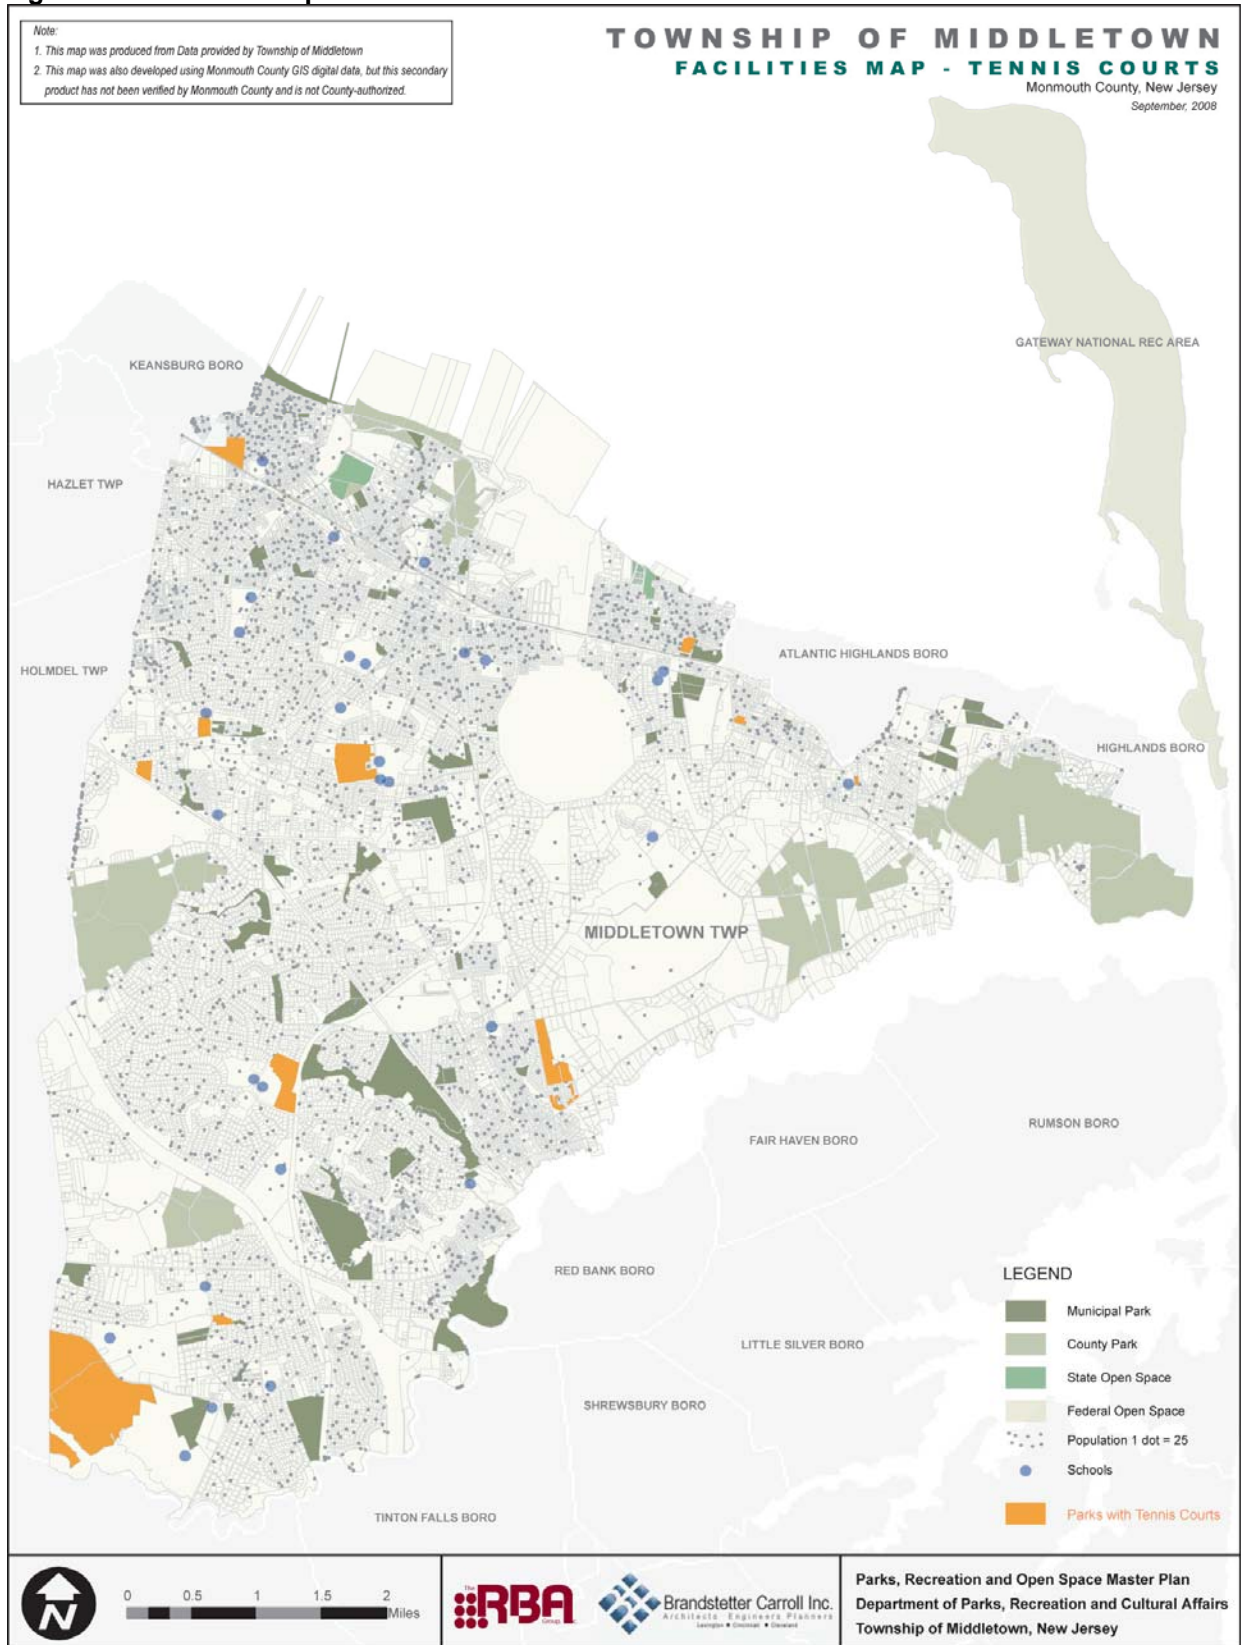 Note:
1. This map was produced from Data provided by Township of Middletown
2. This map was also developed using Monmouth County GIS digital data, but this secondary
product has not been verified by Monmouth County and is not County-authorized.
TOWNSHIP OF MIDDLETOWN
FACILITIES MAP - TENNIS COURTS
Monmouth County, New Jersey
September, 2008
GATEWAY NATIONAL REC AREA
KEANSBURG BORO
HAZLET TWP
HOLMDEL TWP
ATLANTIC HIGHLANDS BORO
HIGHLANDS BORO
MIDDLETOWN TWP
RUMSON BORO
FAIR HAVEN BORO
RED BANK BORO
LITTLE SILVER BORO
SHREWSBURY BORO
TINTON FALLS BORO
LEGEND
Municipal Park
County Park
State Open Space
Federal Open Space
Population 1 dot = 25
Schools
Parks with Tennis Courts
N
0 0.5 1 1.5 2
Miles
The
RBA
Group
Brandstetter Carroll Inc.
Architects Engineers Planners
Lexington • Cincinnati • Cleveland
Parks, Recreation and Open Space Master Plan
Department of Parks, Recreation and Cultural Affairs
Township of Middletown, New Jersey